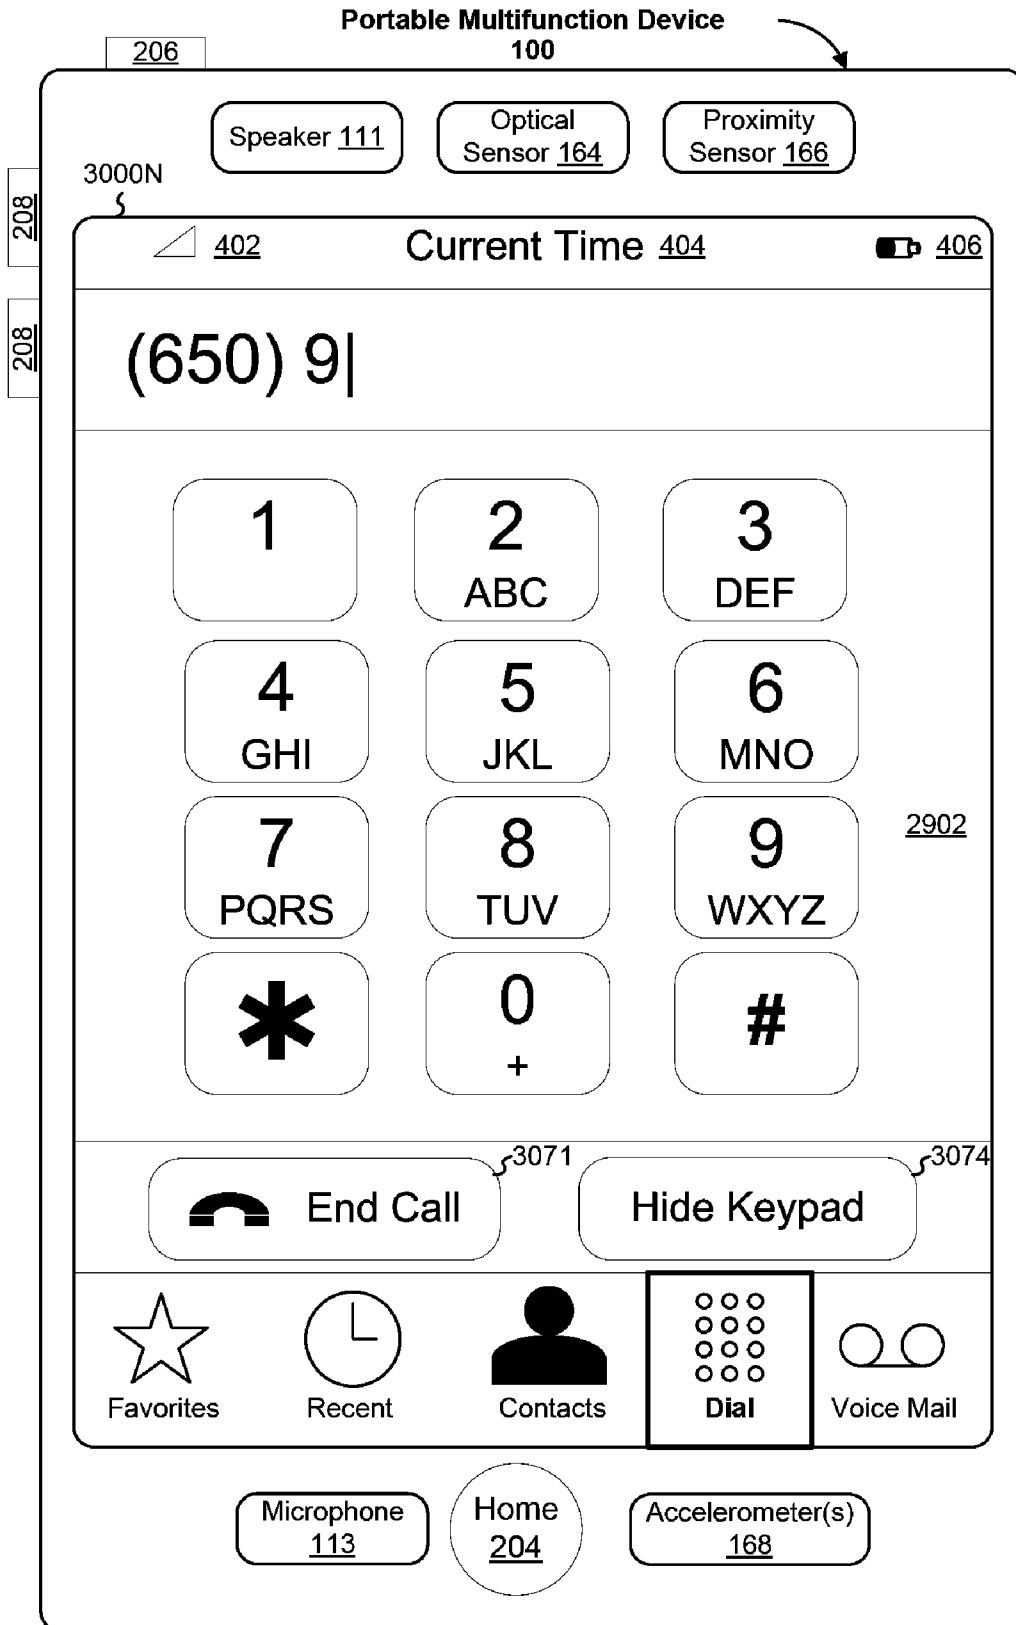 Portable Multifunction Device
100
206
Speaker 111
Optical
Sensor 164
Proximity
Sensor 166
3000N
208
208
402
Current Time 404
406
(650) 9|
1
2
ABC
3
DEF
4
GHI
5
JKL
6
MNO
7
PQRS
8
TUV
9
WXYZ
2902
*
0
+
#
3071
End Call
3074
Hide Keypad
Favorites
Recent
Contacts
Dial
Voice Mail
Microphone
113
Home
204
Accelerometer(s)
168